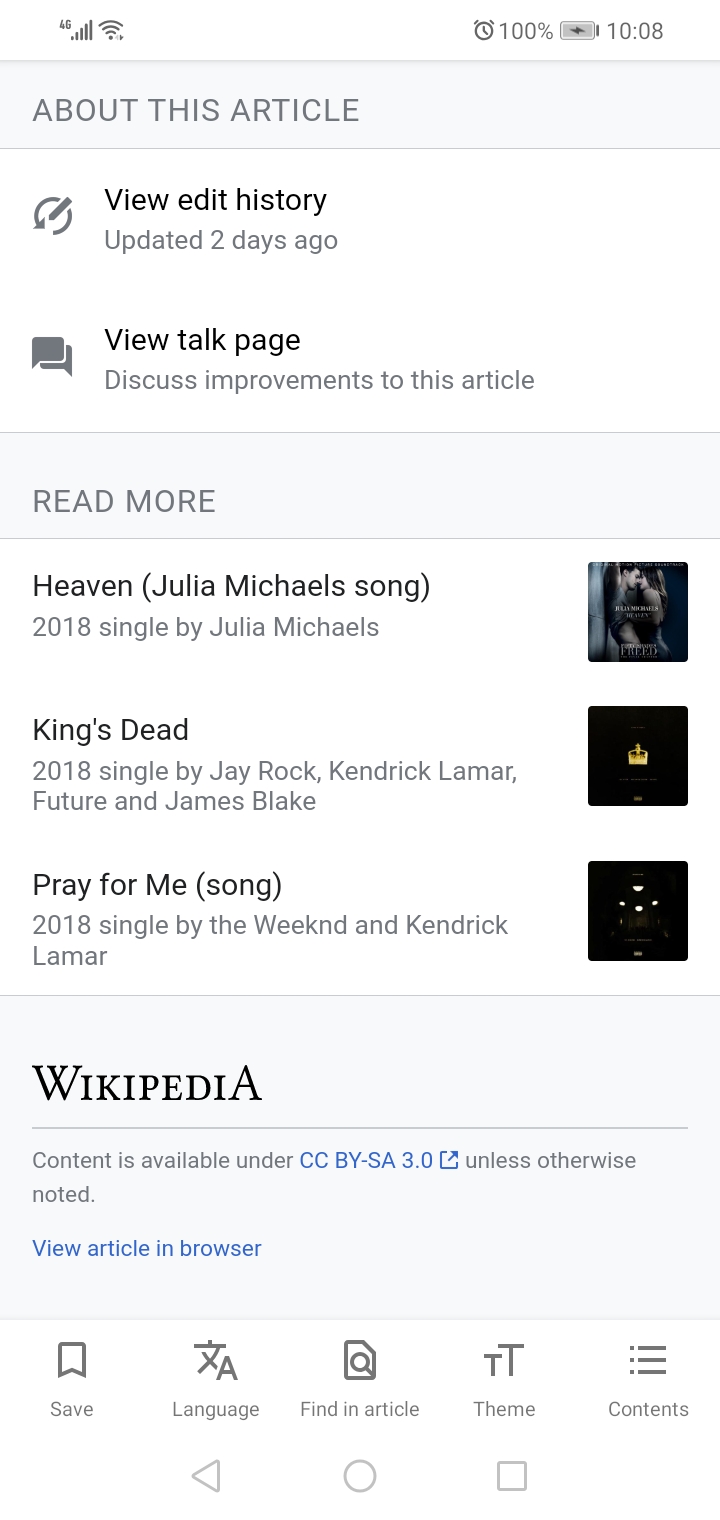 4G 100% 10:08
ABOUT THIS ARTICLE
View edit history
Updated 2 days ago
View talk page
Discuss improvements to this article
READ MORE
Heaven (Julia Michaels song)
2018 single by Julia Michaels
JULIA MICHAELS
"HEAVEN"
FREED
King's Dead
2018 single by Jay Rock, Kendrick Lamar,
Future and James Blake
Pray for Me (song)
2018 single by the Weeknd and Kendrick
Lamar
WIKIPEDIA
Content is available under CC BY-SA 3.0 unless otherwise
noted.
View article in browser
Save Language Find in article Theme Contents